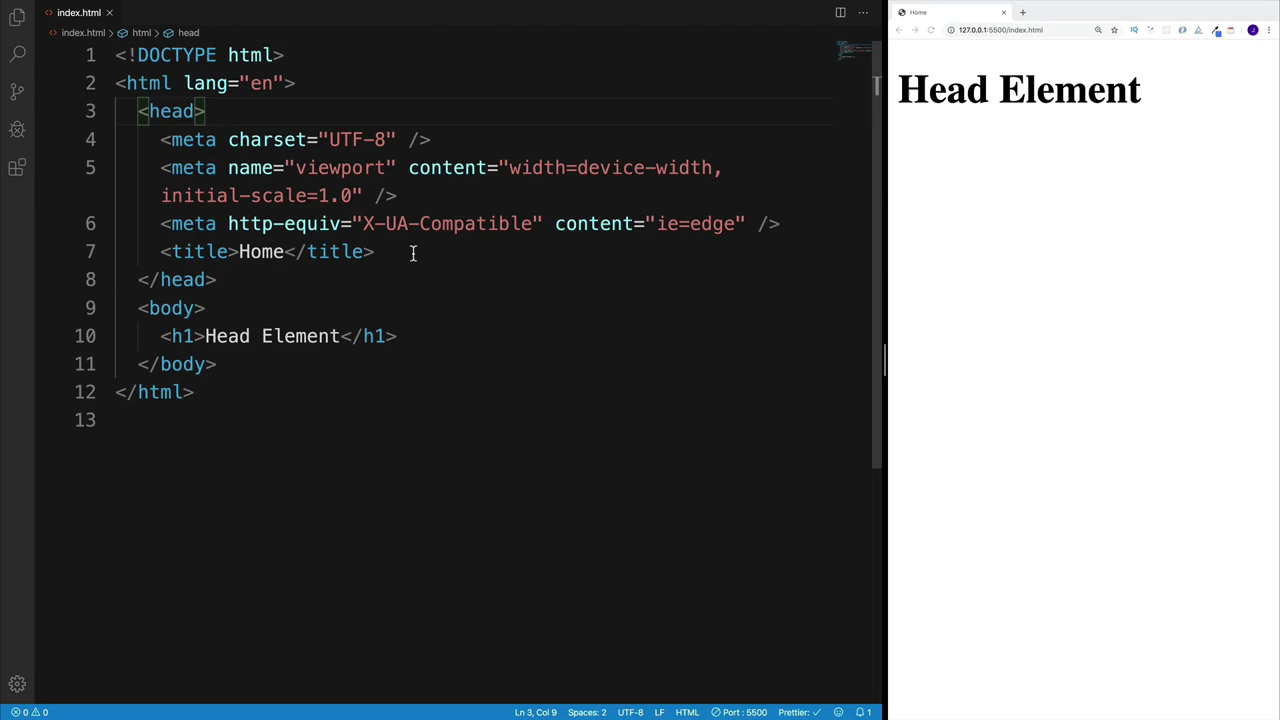 index.html
index.html > html > head
1 <!DOCTYPE html>
2 <html lang="en">
3 <head>
4 <meta charset="UTF-8" />
5 <meta name="viewport" content="width=device-width,
initial-scale=1.0" />
6 <meta http-equiv="X-UA-Compatible" content="ie=edge" />
7 <title>Home</title>
8 </head>
9 <body>
10 <h1>Head Element</h1>
11 </body>
12 </html>
13
0 0
Ln 3, Col 9
Spaces: 2
UTF-8
LF
HTML
Port : 5500
Prettier: ✓
1
Home
127.0.0.1:5500/index.html
IQ
J
Head Element